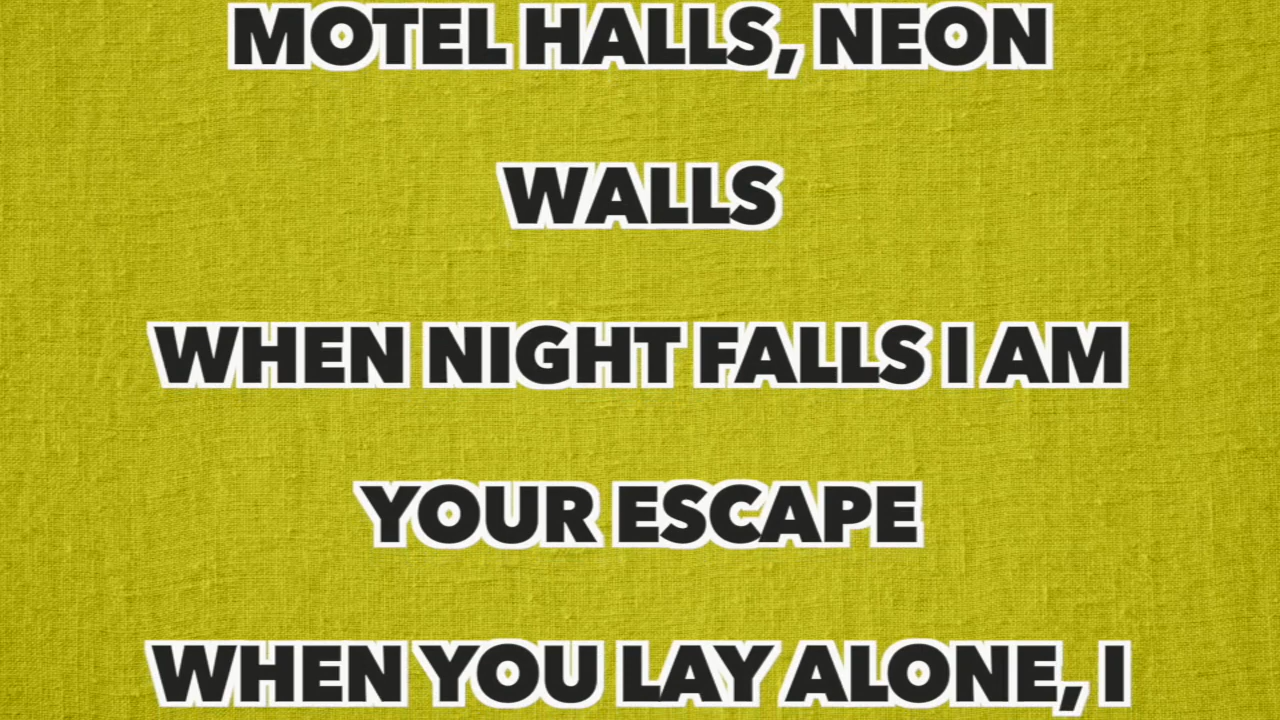 MOTEL HALLS, NEON
WALLS
WHEN NIGHT FALLS I AM
YOUR ESCAPE
WHEN YOU LAY ALONE, I